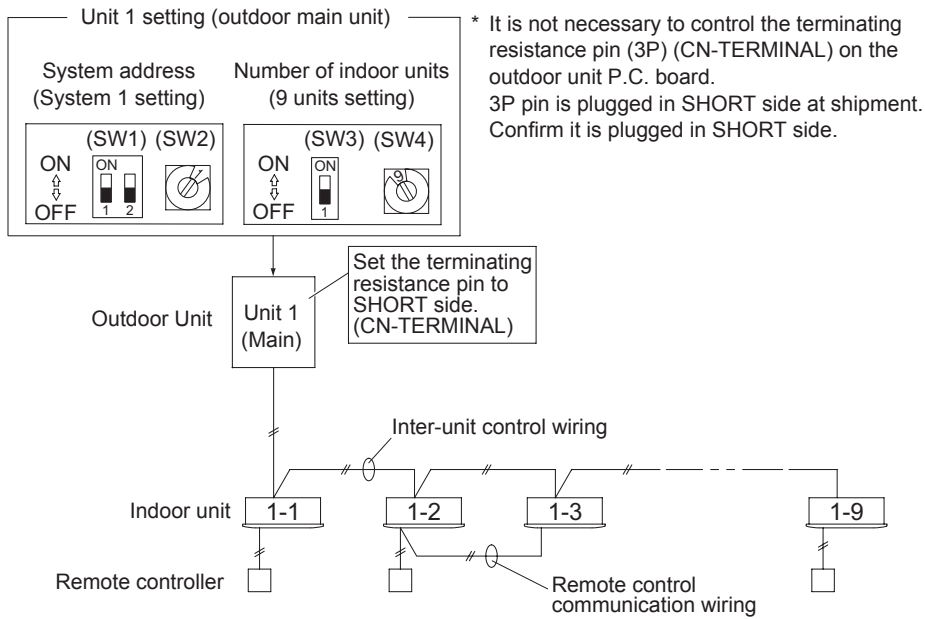 Unit 1 setting (outdoor main unit)
* It is not necessary to control the terminating
resistance pin (3P) (CN-TERMINAL) on the
outdoor unit P.C. board.
3P pin is plugged in SHORT side at shipment.
Confirm it is plugged in SHORT side.
System address
(System 1 setting)
Number of indoor units
(9 units setting)
(SW1) (SW2)
ON
OFF
ON
1 2
1
(SW3) (SW4)
ON
OFF
ON
1
9
Set the terminating
resistance pin to
SHORT side.
(CN-TERMINAL)
Outdoor Unit
Unit 1
(Main)
Inter-unit control wiring
Indoor unit
1-1
1-2
1-3
1-9
Remote controller
Remote control
communication wiring